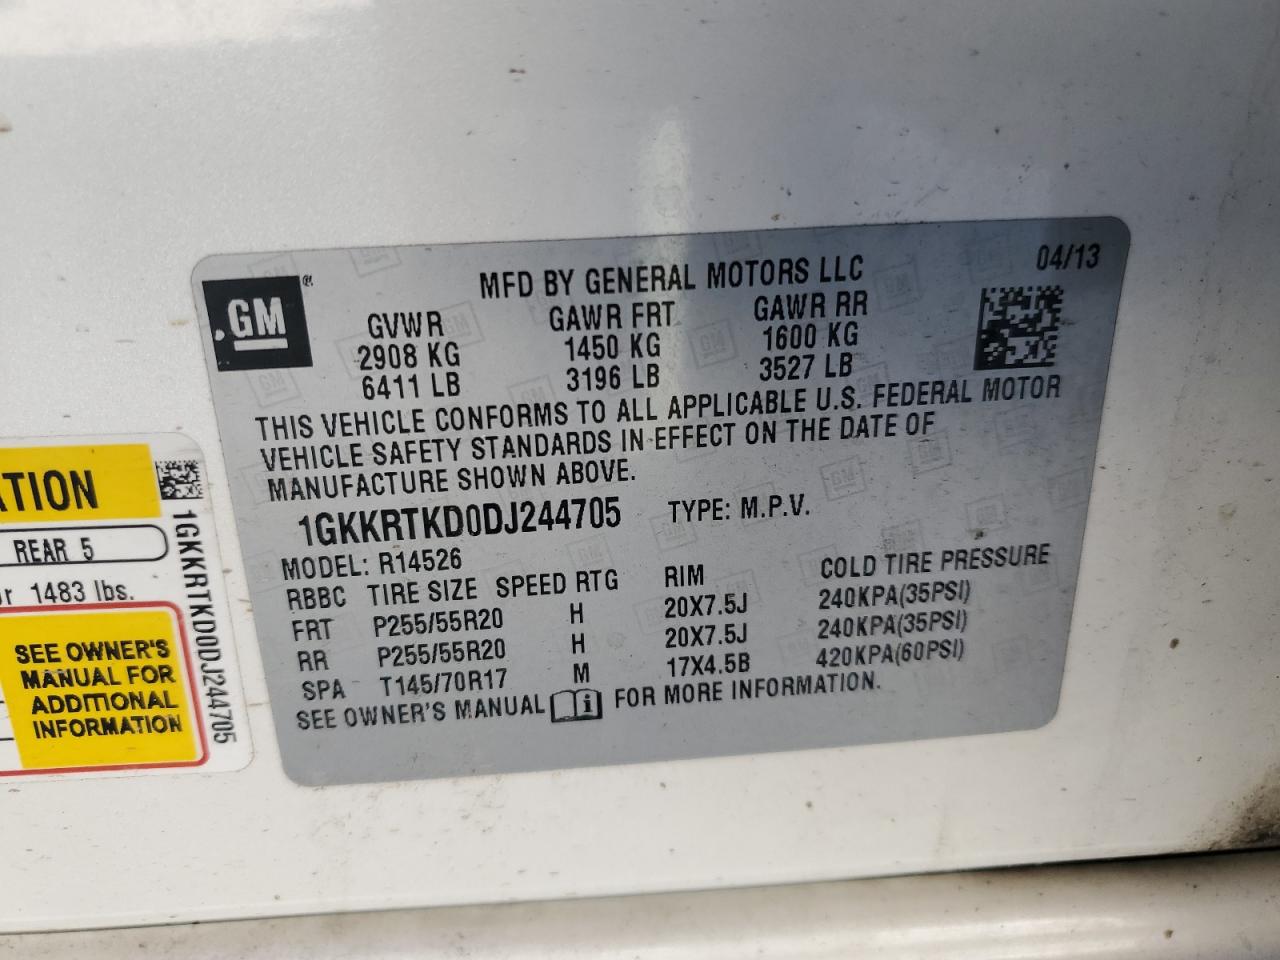 GM
®
MFD BY GENERAL MOTORS LLC
04/13
GVWR GAWR FRT GAWR RR
2908 KG 1450 KG 1600 KG
6411 LB 3196 LB 3527 LB
THIS VEHICLE CONFORMS TO ALL APPLICABLE U.S. FEDERAL MOTOR
VEHICLE SAFETY STANDARDS IN EFFECT ON THE DATE OF
MANUFACTURE SHOWN ABOVE.
1GKKRTKD0DJ244705 TYPE: M.P.V.
MODEL: R14526
RBBC TIRE SIZE SPEED RTG RIM COLD TIRE PRESSURE
FRT P255/55R20 H 20X7.5J 240KPA(35PSI)
RR P255/55R20 H 20X7.5J 240KPA(35PSI)
SPA T145/70R17 M 17X4.5B 420KPA(60PSI)
SEE OWNER'S MANUAL i FOR MORE INFORMATION.
ATION
REAR 5
r 1483 lbs.
SEE OWNER'S
MANUAL FOR
ADDITIONAL
INFORMATION
1GKKRTKD0DJ244705